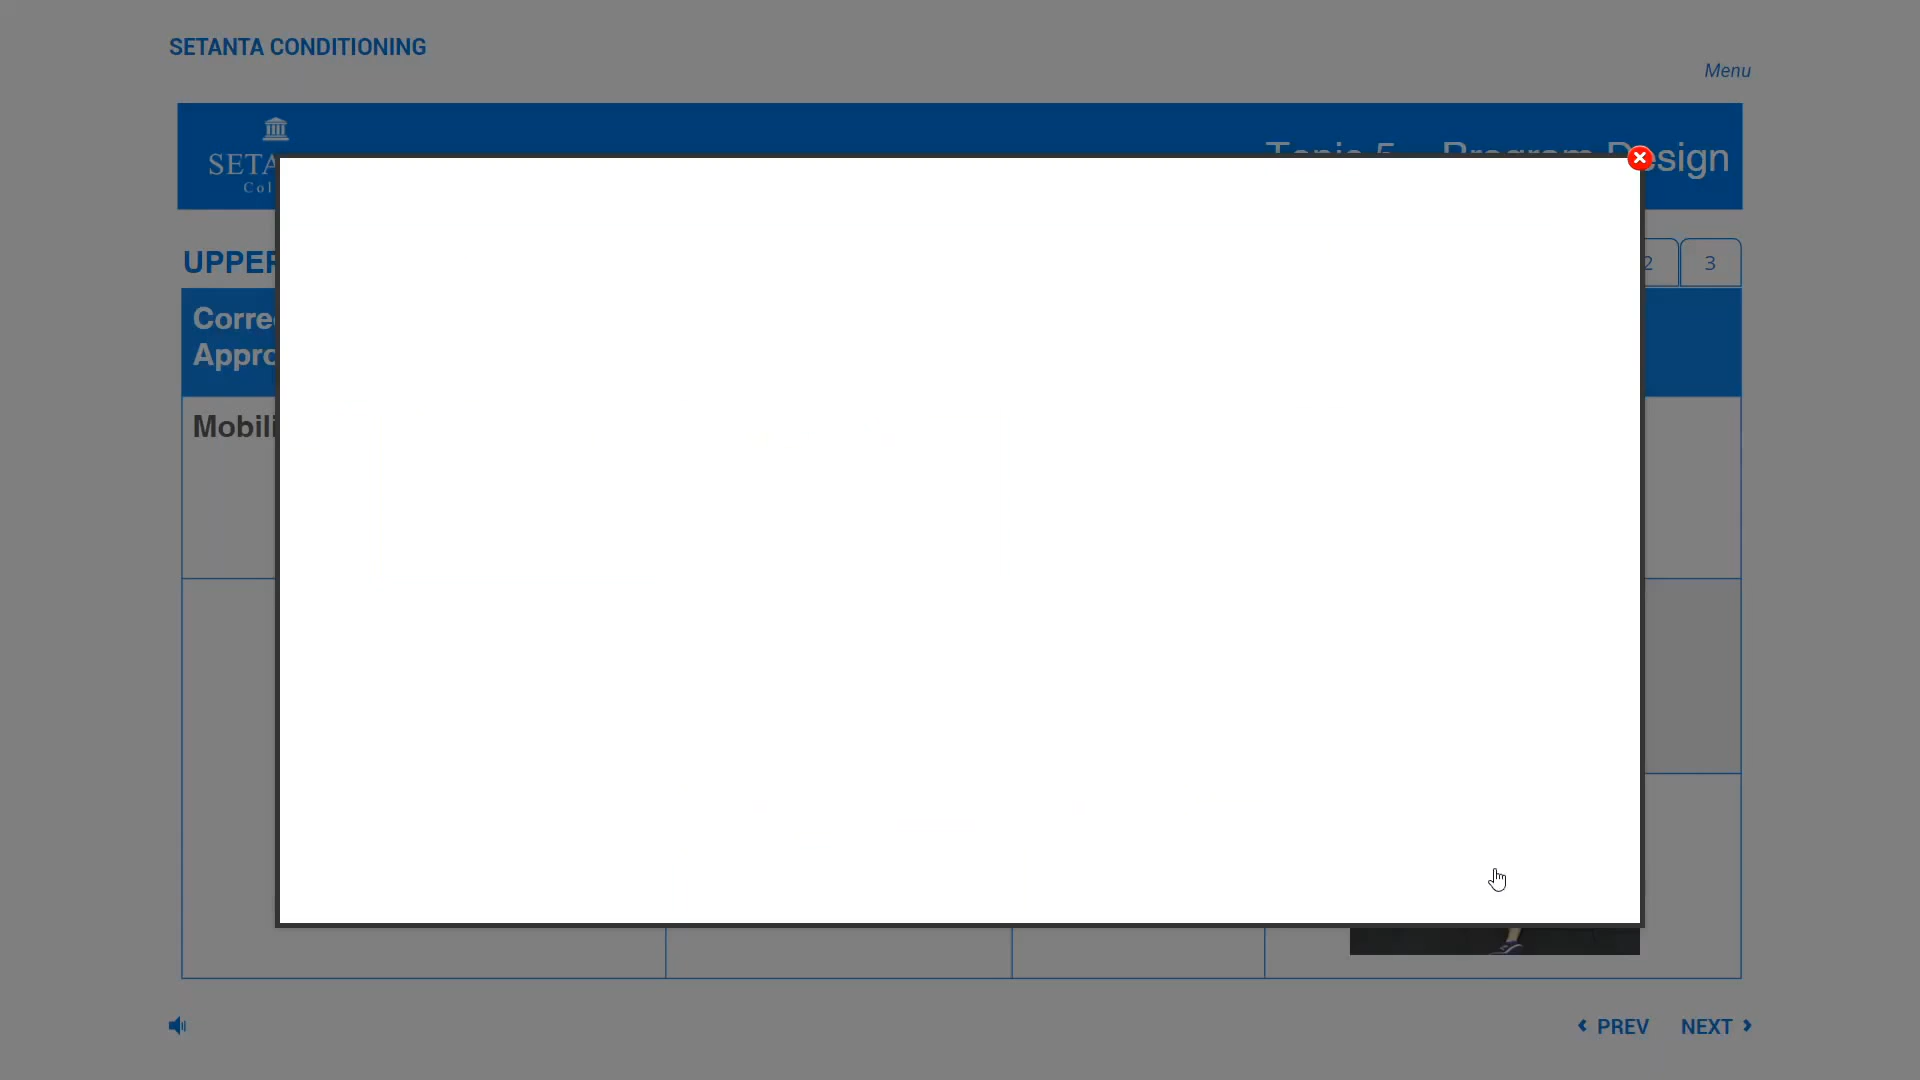 SETANTA CONDITIONING
Menu
SETA
Col
Topic 5 - Program Design
UPPER
2
3
Corre
Appro
Mobili
PREV
NEXT